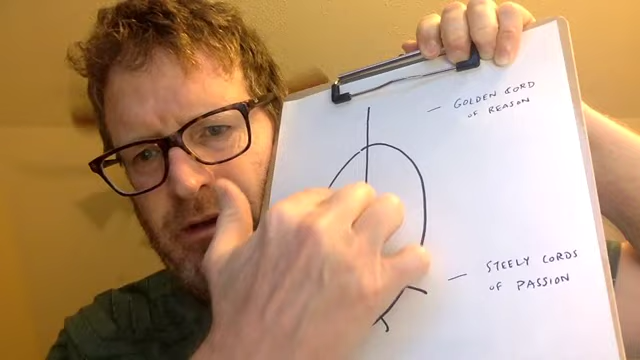 — GOLDEN CORD
OF REASON
— STEELY CORDS
OF PASSION